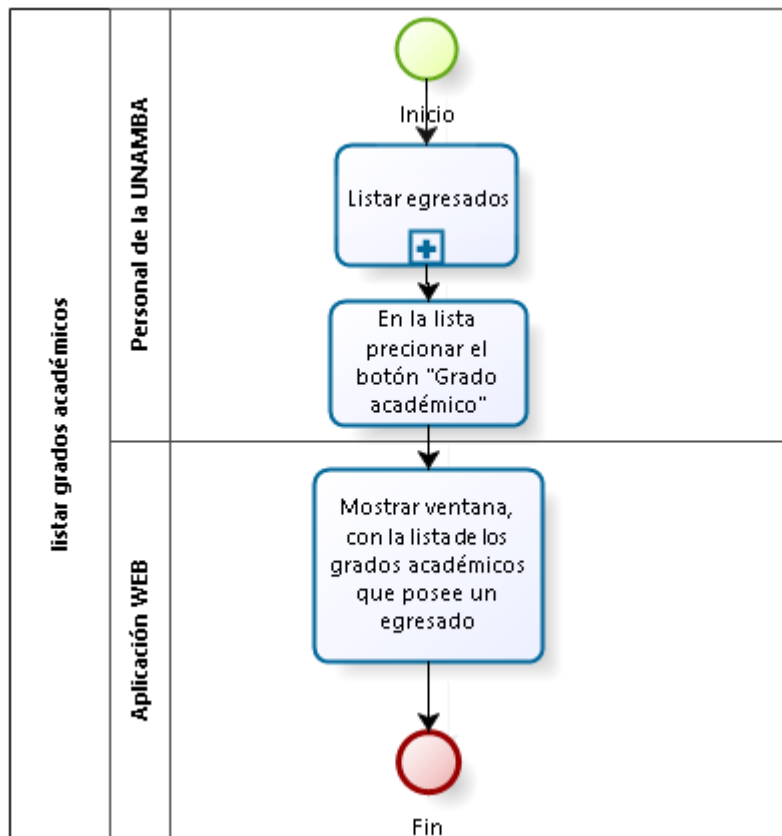 listar grados académicos
Personal de la UNAMBA
Inicio
Listar egresados
En la lista
precionar el
botón "Grado
académico"
Aplicación WEB
Mostrar ventana,
con la lista de los
grados académicos
que posee un
egresado
Fin